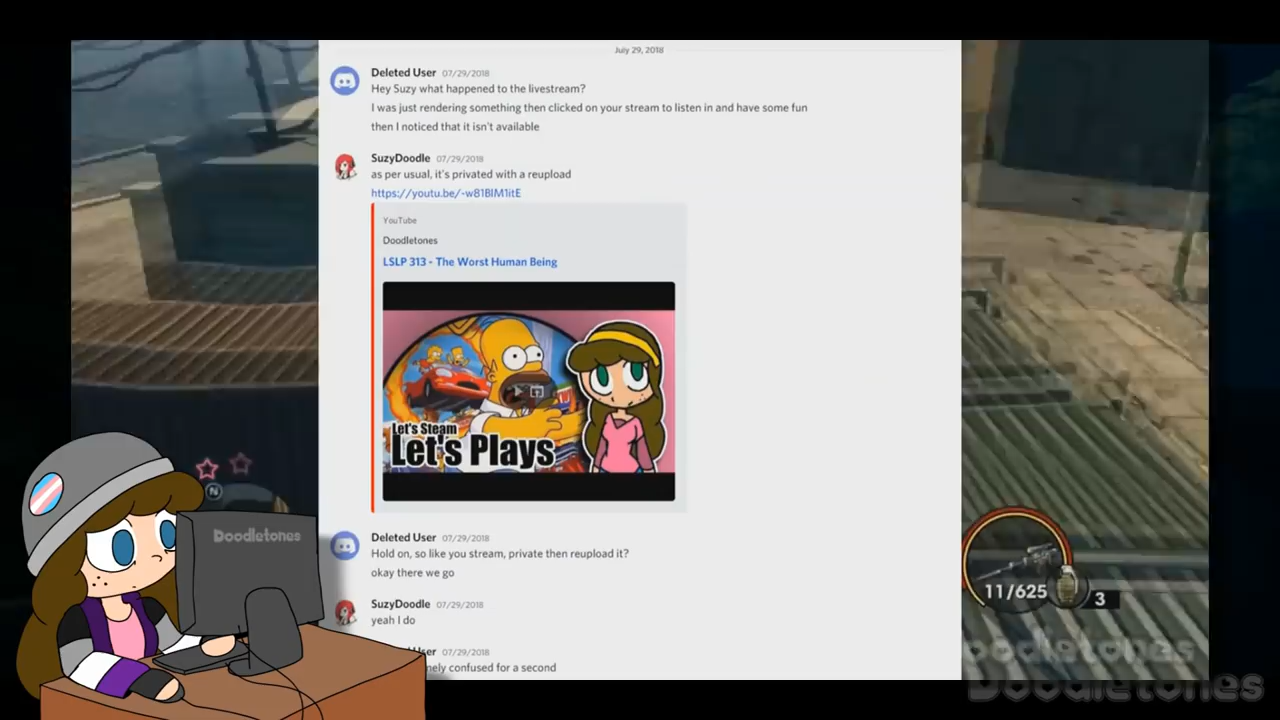 July 29, 2018
Deleted User 07/29/2018
Hey Suzy what happened to the livestream?
I was just rendering something then clicked on your stream to listen in and have some fun
then I noticed that it isn't available
SuzyDoodle 07/29/2018
as per usual, it's privated with a reupload
https://youtu.be/-w81BIM1itE
YouTube
Doodletones
LSLP 313 - The Worst Human Being
Let's Steam
Let's Plays
Deleted User 07/29/2018
Hold on, so like you stream, private then reupload it?
okay there we go
SuzyDoodle 07/29/2018
yeah I do
07/29/2018
confused for a second
N
Doodletones
11/625
3
Doodletones